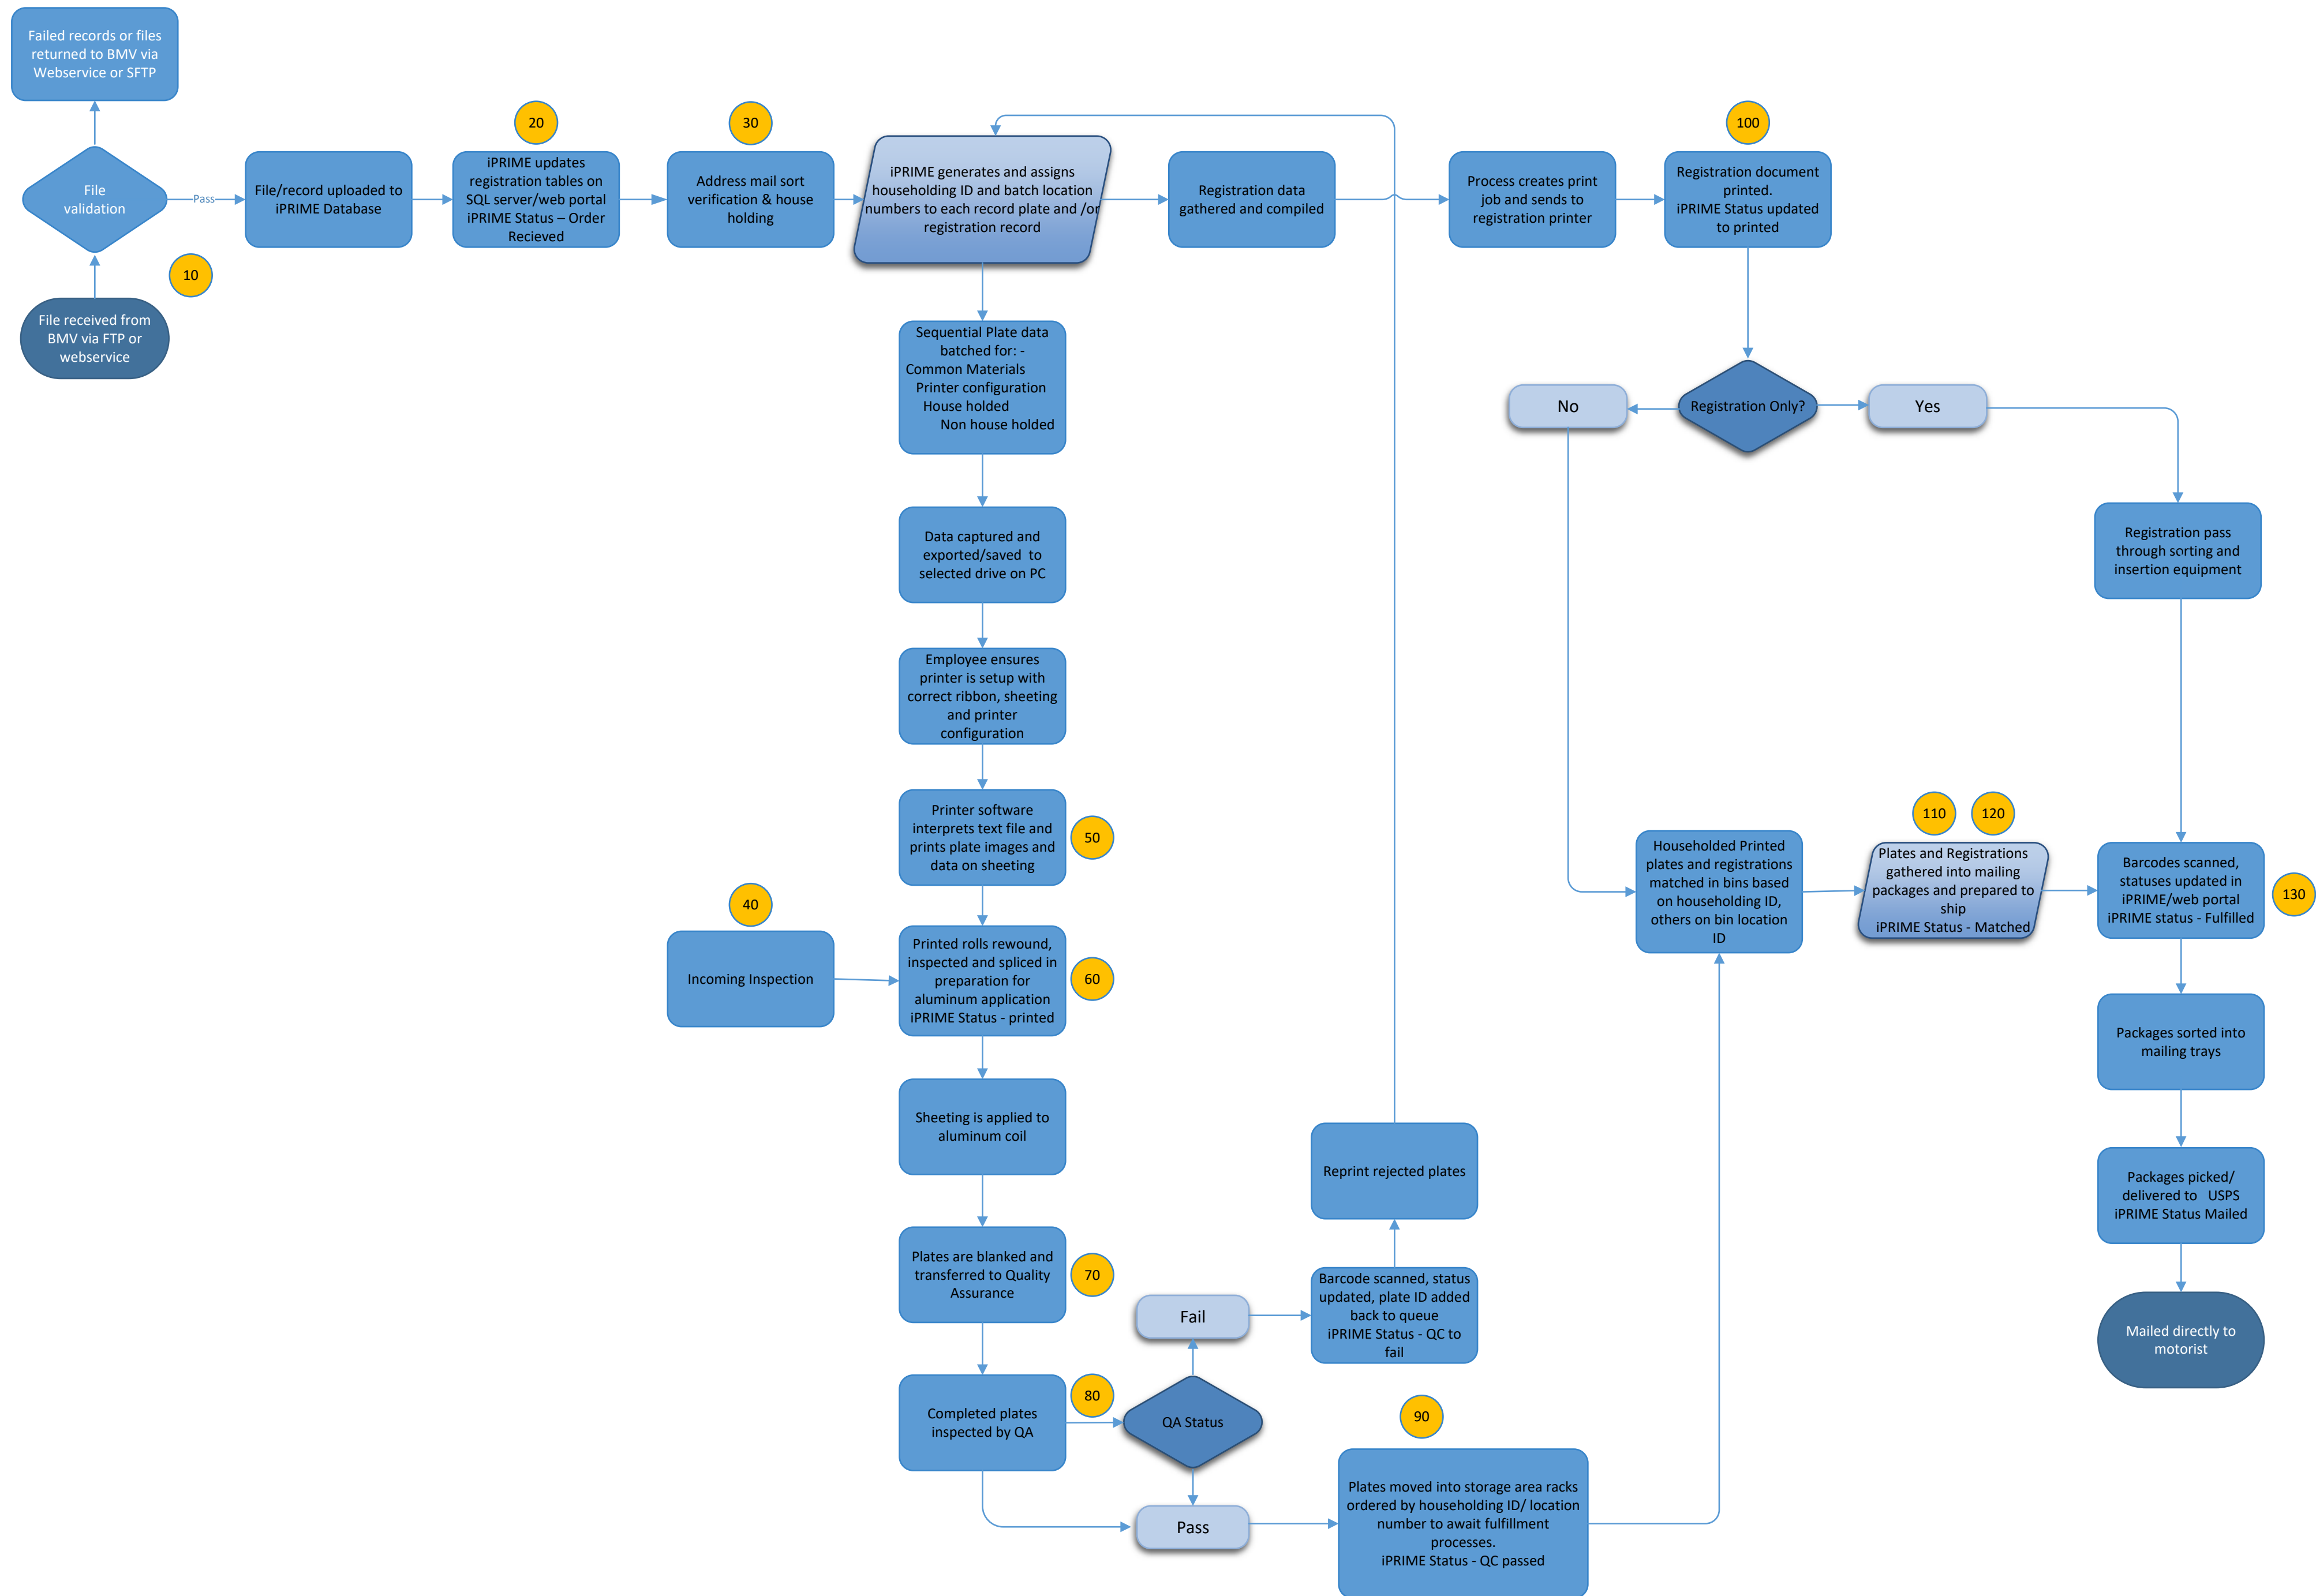 Failed records or files
returned to BMV via
Webservice or SFTP
File
validation
Pass
10
File received from
BMV via FTP or
webservice
File/record uploaded to
iPRIME Database
20
iPRIME updates
registration tables on
SQL server/web portal
iPRIME Status – Order
Recieved
30
Address mail sort
verification & house
holding
iPRIME generates and assigns
householding ID and batch location
numbers to each record plate and /or
registration record
Registration data
gathered and compiled
Process creates print
job and sends to
registration printer
100
Registration document
printed.
iPRIME Status updated
to printed
Sequential Plate data
batched for: -
Common Materials
Printer configuration
House holded
Non house holded
No
Registration Only?
Yes
Data captured and
exported/saved to
selected drive on PC
Registration pass
through sorting and
insertion equipment
Employee ensures
printer is setup with
correct ribbon, sheeting
and printer
configuration
Printer software
interprets text file and
prints plate images and
data on sheeting
50
40
Incoming Inspection
Printed rolls rewound,
inspected and spliced in
preparation for
aluminum application
iPRIME Status - printed
60
Householded Printed
plates and registrations
matched in bins based
on householding ID,
others on bin location
ID
110
120
Plates and Registrations
gathered into mailing
packages and prepared to
ship
iPRIME Status - Matched
Barcodes scanned,
statuses updated in
iPRIME/web portal
iPRIME status - Fulfilled
130
Packages sorted into
mailing trays
Sheeting is applied to
aluminum coil
Reprint rejected plates
Packages picked/
delivered to USPS
iPRIME Status Mailed
Plates are blanked and
transferred to Quality
Assurance
70
Fail
Barcode scanned, status
updated, plate ID added
back to queue
iPRIME Status - QC to
fail
Mailed directly to
motorist
Completed plates
inspected by QA
80
QA Status
90
Pass
Plates moved into storage area racks
ordered by householding ID/ location
number to await fulfillment
processes.
iPRIME Status - QC passed